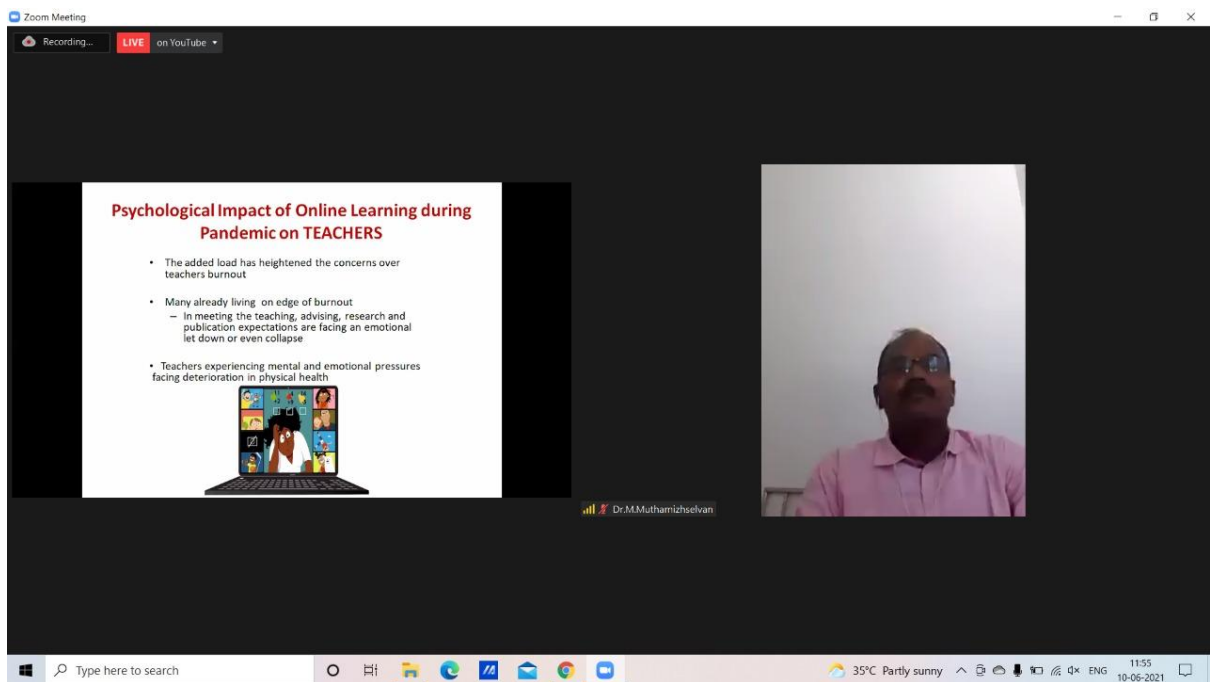 Zoom Meeting
Recording...
LIVE on YouTube
Psychological Impact of Online Learning during
Pandemic on TEACHERS
• The added load has heightened the concerns over
teachers burnout
• Many already living on edge of burnout
– In meeting the teaching, advising, research and
publication expectations are facing an emotional
let down or even collapse
• Teachers experiencing mental and emotional pressures
facing deterioration in physical health
Dr.M.Muthamizhselvan
Type here to search
35°C Partly sunny
ENG
11:55
10-06-2021